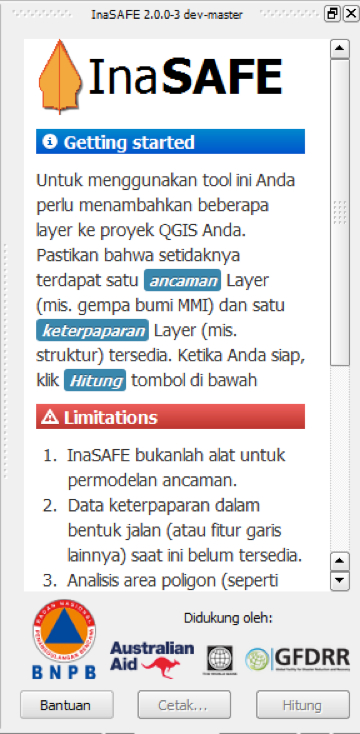 InaSAFE 2.0.0-3 dev-master
InaSAFE
Getting started
Untuk menggunakan tool ini Anda
perlu menambahkan beberapa
layer ke proyek QGIS Anda.
Pastikan bahwa setidaknya
terdapat satu ancaman Layer
(mis. gempa bumi MMI) dan satu
keterpaparan Layer (mis.
struktur) tersedia. Ketika Anda siap,
klik Hitung tombol di bawah
Limitations
1. InaSAFE bukanlah alat untuk
permodelan ancaman.
2. Data keterpaparan dalam
bentuk jalan (atau fitur garis
lainnya) saat ini belum tersedia.
3. Analisis area poligon (seperti
Didukung oleh:
BNPB
Australian
Aid
THE WORLD BANK
GFDRR
Bantuan
Cetak...
Hitung